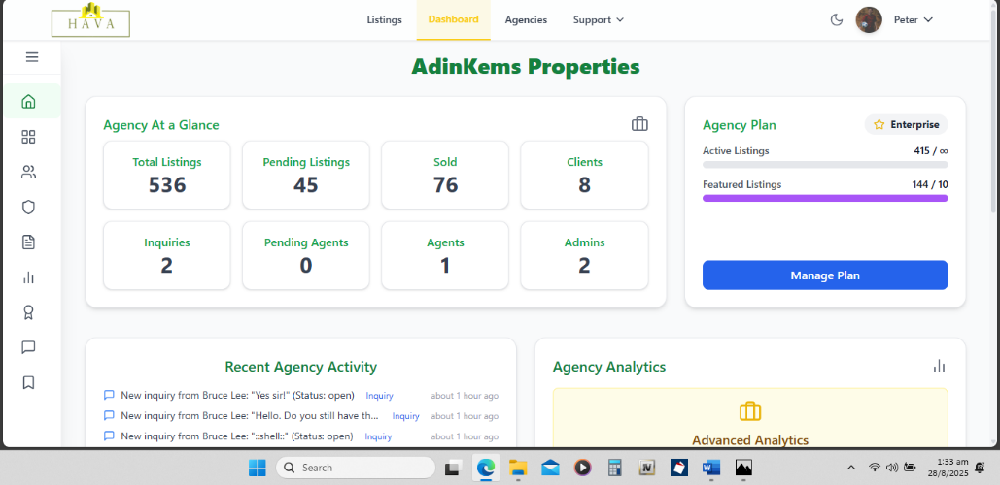 HAVA
Listings
Dashboard
Agencies
Support
Peter
AdinKems Properties
Agency At a Glance
Total Listings
536
Pending Listings
45
Sold
76
Clients
8
Inquiries
2
Pending Agents
0
Agents
1
Admins
2
Agency Plan
Enterprise
Active Listings
415 / ∞
Featured Listings
144 / 10
Manage Plan
Recent Agency Activity
New inquiry from Bruce Lee: "Yes sir!" (Status: open) Inquiry about 1 hour ago
New inquiry from Bruce Lee: "Hello. Do you still have th... Inquiry about 1 hour ago
New inquiry from Bruce Lee: "::shell::" (Status: open) Inquiry about 1 hour ago
Agency Analytics
Advanced Analytics
Search
1:33 am
28/8/2025